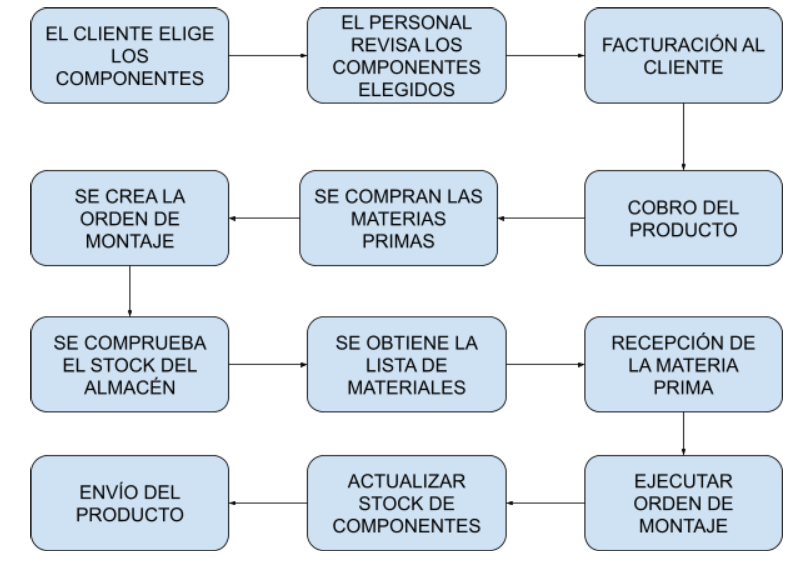 EL CLIENTE ELIGE
LOS
COMPONENTES
EL PERSONAL
REVISA LOS
COMPONENTES
ELEGIDOS
FACTURACIÓN AL
CLIENTE
COBRO DEL
PRODUCTO
SE COMPRAN LAS
MATERIAS
PRIMAS
SE CREA LA
ORDEN DE
MONTAJE
SE COMPRUEBA
EL STOCK DEL
ALMACÉN
SE OBTIENE LA
LISTA DE
MATERIALES
RECEPCIÓN DE
LA MATERIA
PRIMA
EJECUTAR
ORDEN DE
MONTAJE
ACTUALIZAR
STOCK DE
COMPONENTES
ENVÍO DEL
PRODUCTO